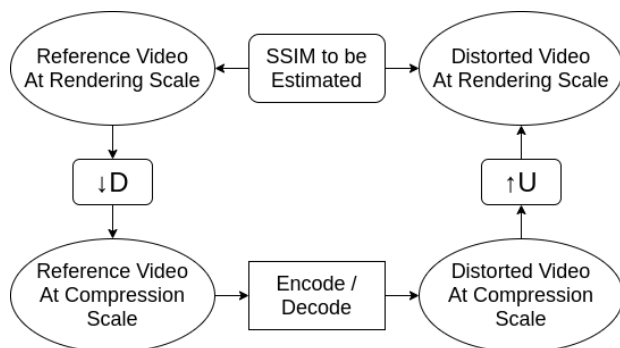 Reference Video
At Rendering Scale
SSIM to be
Estimated
Distorted Video
At Rendering Scale
↓D
↑U
Reference Video
At Compression
Scale
Encode /
Decode
Distorted Video
At Compression
Scale